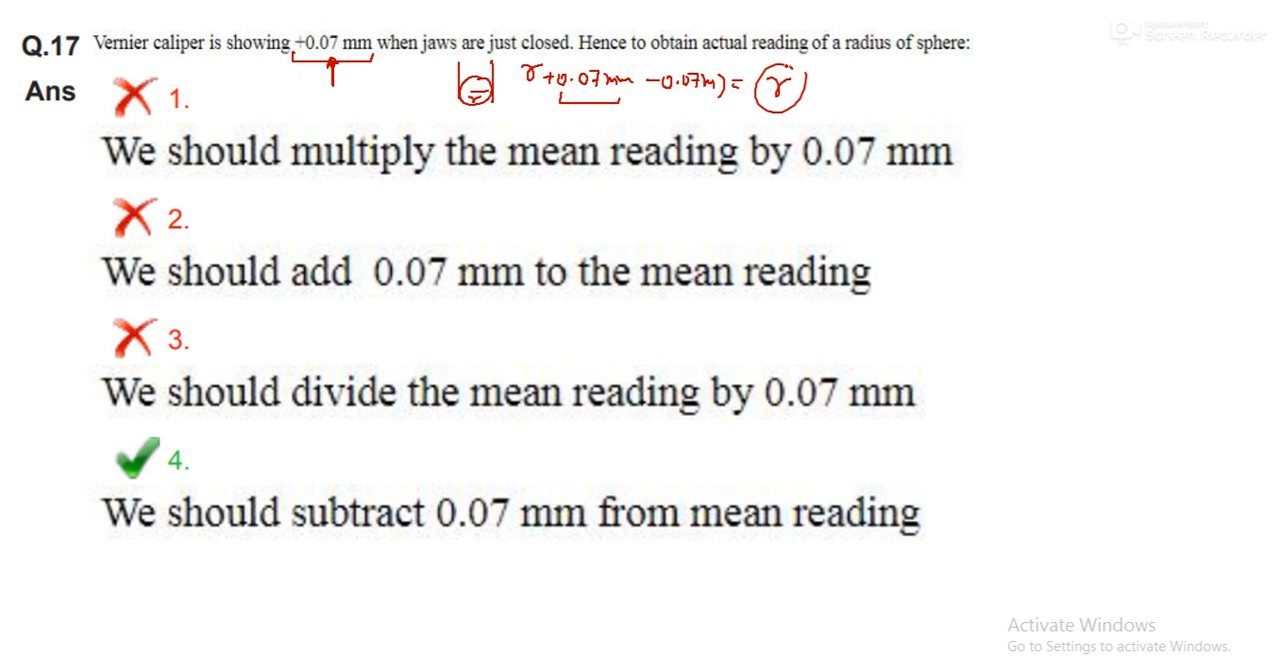 Q.17 Vernier caliper is showing +0.07 mm when jaws are just closed. Hence to obtain actual reading of a radius of sphere:
r+0.07mm -0.07m) = r
Ans
1.
We should multiply the mean reading by 0.07 mm
2.
We should add 0.07 mm to the mean reading
3.
We should divide the mean reading by 0.07 mm
4.
We should subtract 0.07 mm from mean reading
Screen Recorder
Activate Windows
Go to Settings to activate Windows.